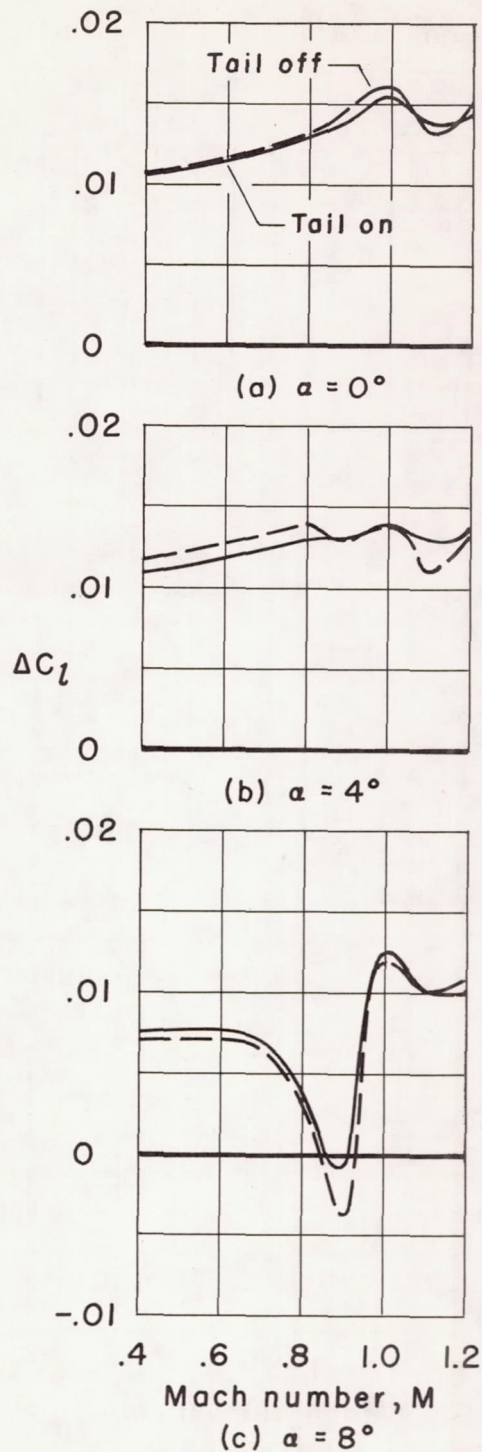 .02
Tail off
.01
Tail on
0
(a) α = 0°
.02
.01
ΔCl
0
(b) α = 4°
.02
.01
0
-.01
.4 .6 .8 1.0 1.2
Mach number, M
(c) α = 8°